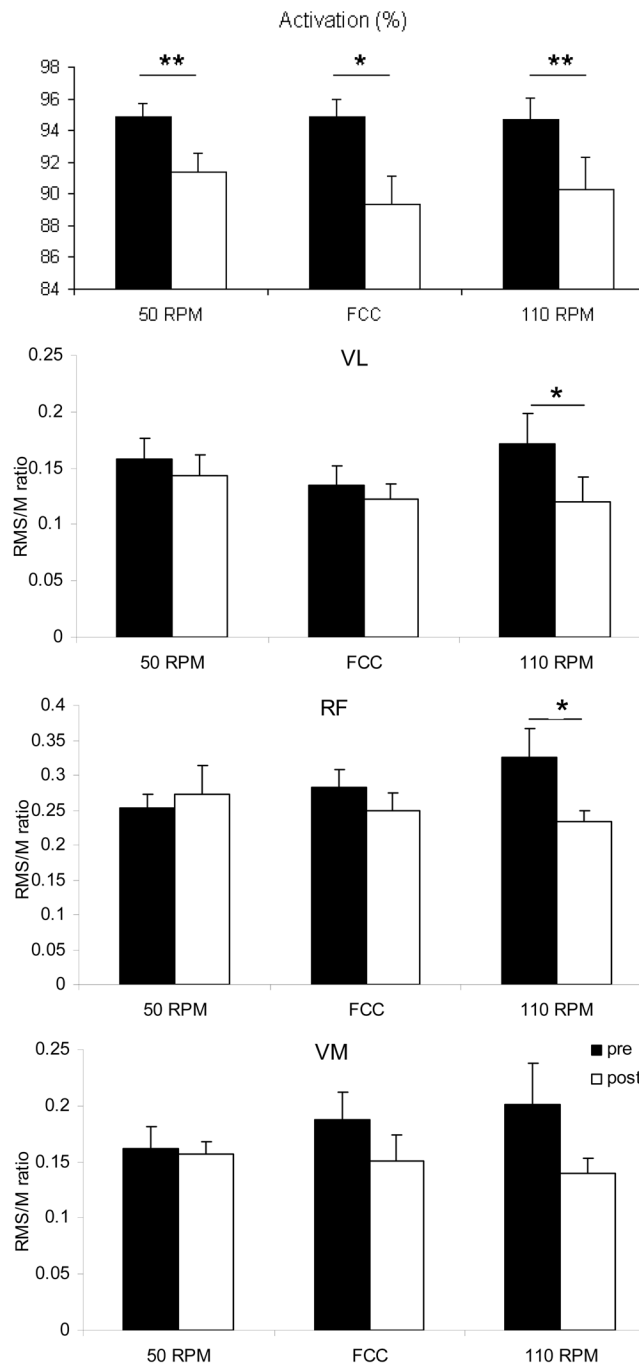 Activation (%)
** * **
98
96
94
92
90
88
86
84
50 RPM FCC 110 RPM
VL
*
RMS/M ratio
0.25
0.2
0.15
0.1
0.05
0
50 RPM FCC 110 RPM
RF
*
RMS/M ratio
0.4
0.35
0.3
0.25
0.2
0.15
0.1
0.05
0
50 RPM FCC 110 RPM
VM
pre
post
RMS/M ratio
0.25
0.2
0.15
0.1
0.05
0
50 RPM FCC 110 RPM